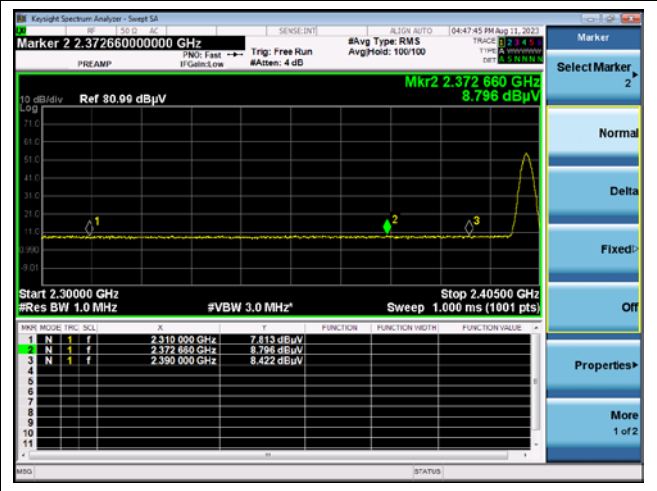 Keysight Spectrum Analyzer - Swept SA
RF 50 Ω AC SENSE:INT ALIGN AUTO 04:47:45 PM Aug 11, 2023
Marker 2 2.372660000000 GHz
PREAMP
PNO: Fast
IFGain:Low
Trig: Free Run
#Atten: 4 dB
#Avg Type: RMS
Avg|Hold: 100/100
TRACE 1 2 3 4 5 6
TYPE A WWWWW
DET A S N N N N
Mkr2 2.372 660 GHz
8.796 dBµV
10 dB/div Ref 80.99 dBµV
Log
71.0
61.0
51.0
41.0
31.0
21.0
11.0
0.990
-9.01
1
2
3
Start 2.30000 GHz Stop 2.40500 GHz
#Res BW 1.0 MHz #VBW 3.0 MHz* Sweep 1.000 ms (1001 pts)
MKR MODE TRC SCL X Y FUNCTION FUNCTION WIDTH FUNCTION VALUE
1 N 1 f 2.310 000 GHz 7.813 dBµV
2 N 1 f 2.372 660 GHz 8.796 dBµV
3 N 1 f 2.390 000 GHz 8.422 dBµV
4
5
6
7
8
9
10
11
MSG STATUS
Marker
Select Marker
2
Normal
Delta
Fixed
Off
Properties
More
1 of 2